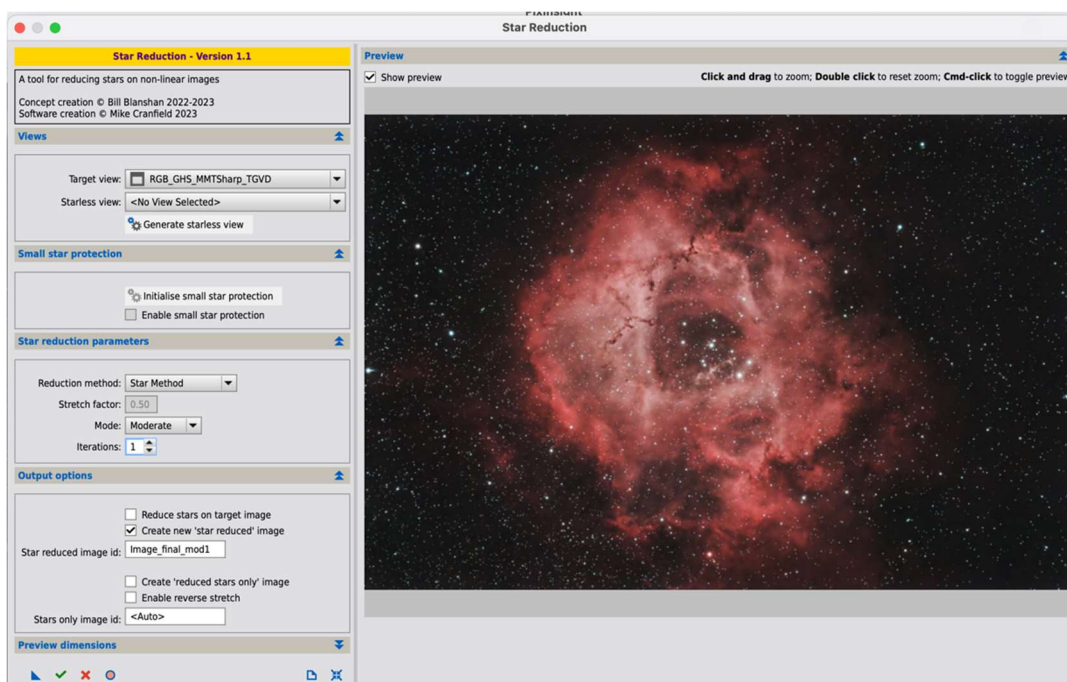 PixInsight
Star Reduction
Star Reduction - Version 1.1
A tool for reducing stars on non-linear images
Concept creation © Bill Blanshan 2022-2023
Software creation © Mike Cranfield 2023
Views
Target view: RGB_GHS_MMTSharp_TGVD
Starless view: <No View Selected>
Generate starless view
Small star protection
Initialise small star protection
Enable small star protection
Star reduction parameters
Reduction method: Star Method
Stretch factor: 0.50
Mode: Moderate
Iterations: 1
Output options
Reduce stars on target image
Create new 'star reduced' image
Star reduced image id: Image_final_mod1
Create 'reduced stars only' image
Enable reverse stretch
Stars only image id: <Auto>
Preview dimensions
Preview
Show preview
Click and drag to zoom; Double click to reset zoom; Cmd-click to toggle preview